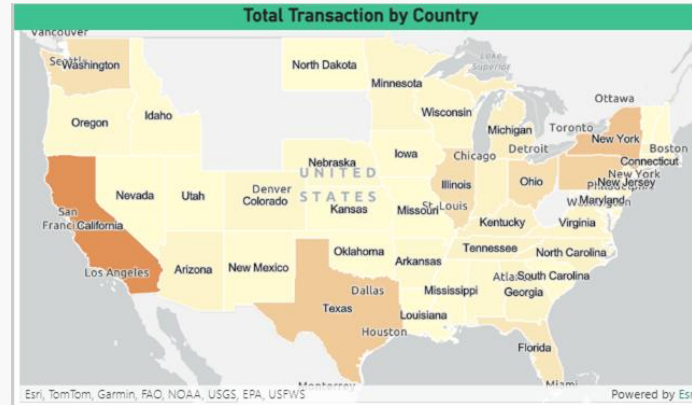 Total Transaction by Country
Vancouver
Seattle
Washington
North Dakota
Minnesota
Lake
Superior
Ottawa
Oregon
Idaho
Wisconsin
Michigan
Toronto
New York
Boston
Iowa
Chicago
Detroit
Connecticut
Nebraska
New York
UNITED
STATES
Nevada
Utah
Denver
Colorado
Illinois
Ohio
Philadelphia
New Jersey
San
Francisco
California
Kansas
Missouri
St. Louis
Washington
Maryland
Kentucky
Virginia
Los Angeles
Arizona
New Mexico
Oklahoma
Arkansas
Tennessee
North Carolina
Atlanta
South Carolina
Dallas
Texas
Mississippi
Georgia
Houston
Louisiana
Florida
Monterrey
Miami
Esri, TomTom, Garmin, FAO, NOAA, USGS, EPA, USFWS
Powered by Esri